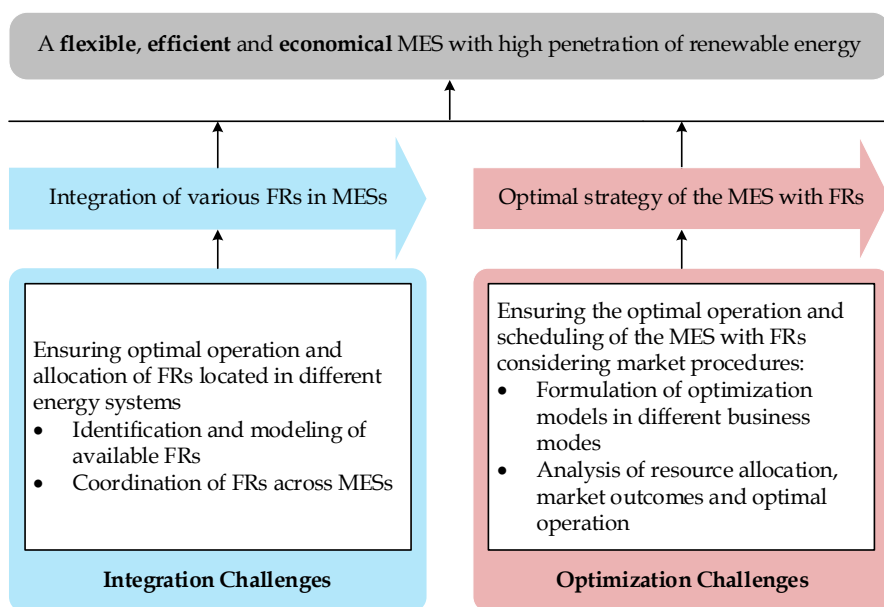 A flexible, efficient and economical MES with high penetration of renewable energy
Integration of various FRs in MESs
Optimal strategy of the MES with FRs
Ensuring optimal operation and
allocation of FRs located in different
energy systems
• Identification and modeling of
available FRs
• Coordination of FRs across MESs
Integration Challenges
Ensuring the optimal operation and
scheduling of the MES with FRs
considering market procedures:
• Formulation of optimization
models in different business
modes
• Analysis of resource allocation,
market outcomes and optimal
operation
Optimization Challenges